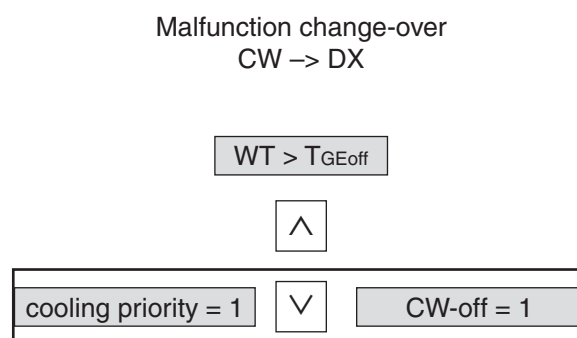 Malfunction change-over
CW –> DX
WT > TGEoff
∧
cooling priority = 1 ∨ CW-off = 1